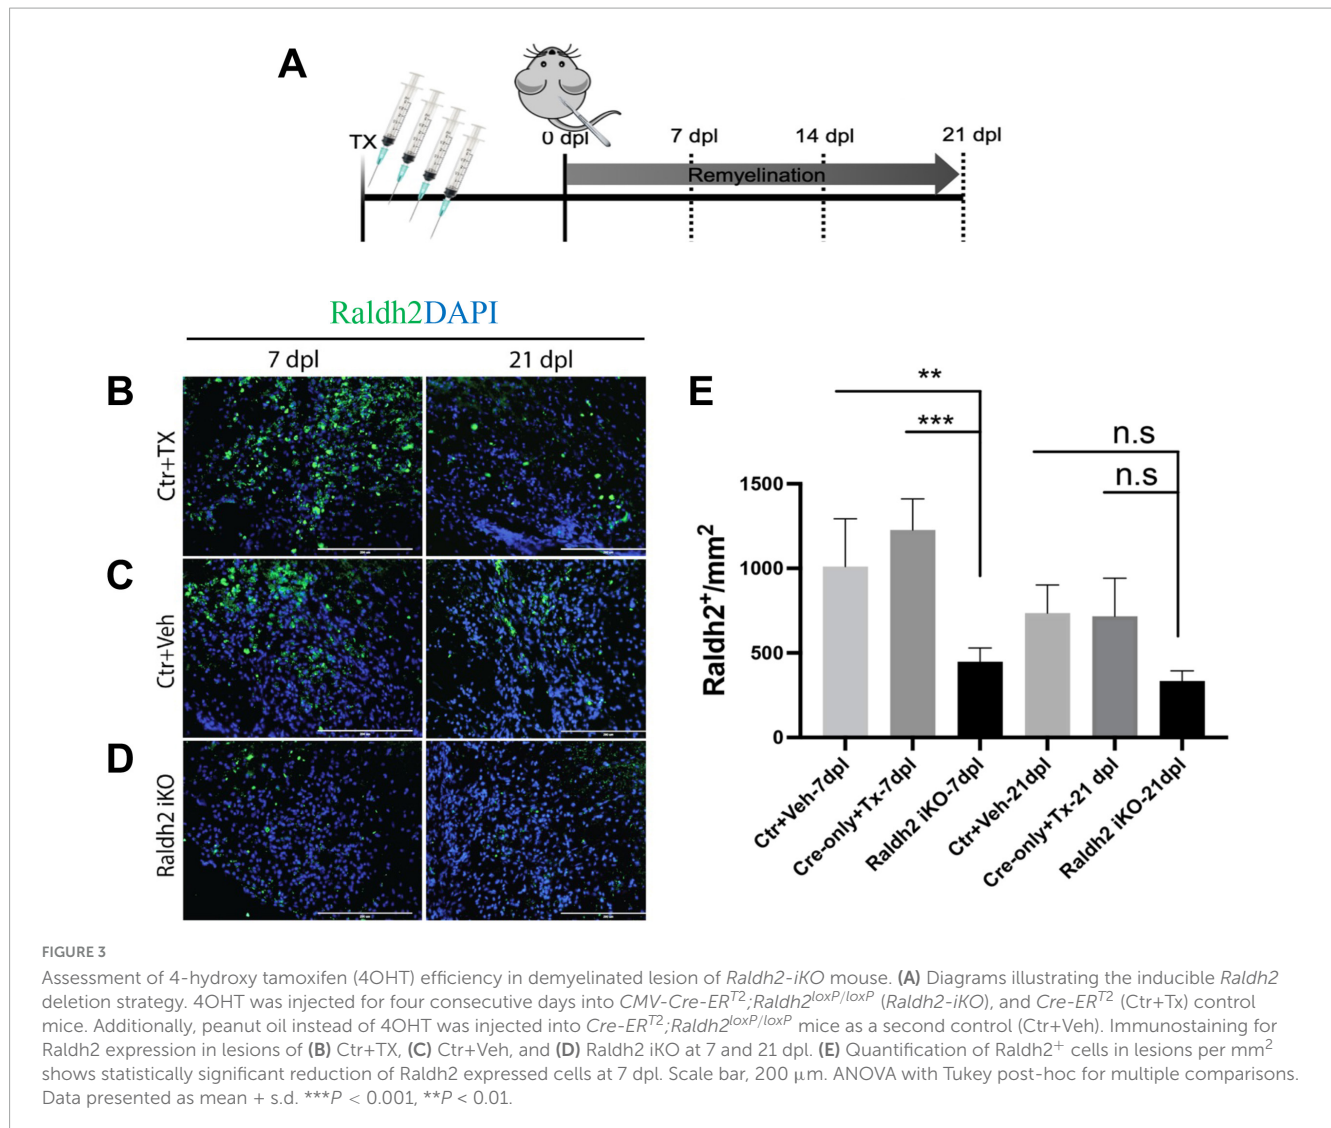 A
TX
0 dpl
7 dpl
14 dpl
21 dpl
Remyelination
Raldh2DAPI
7 dpl
21 dpl
B
Ctr+TX
C
Ctr+Veh
D
Raldh2 iKO
E
**
***
n.s
n.s
Raldh2⁺/mm²
1500
1000
500
0
Ctr+Veh-7dpl
Cre-only+Tx-7dpl
Raldh2 iKO-7dpl
Ctr+Veh-21dpl
Cre-only+Tx-21 dpl
Raldh2 iKO-21dpl
FIGURE 3
Assessment of 4-hydroxy tamoxifen (4OHT) efficiency in demyelinated lesion of Raldh2-iKO mouse. (A) Diagrams illustrating the inducible Raldh2
deletion strategy. 4OHT was injected for four consecutive days into CMV-Cre-ERᵀ²;Raldh2ˡᵒˣᴾ/ˡᵒˣᴾ (Raldh2-iKO), and Cre-ERᵀ² (Ctr+Tx) control
mice. Additionally, peanut oil instead of 4OHT was injected into Cre-ERᵀ²;Raldh2ˡᵒˣᴾ/ˡᵒˣᴾ mice as a second control (Ctr+Veh). Immunostaining for
Raldh2 expression in lesions of (B) Ctr+TX, (C) Ctr+Veh, and (D) Raldh2 iKO at 7 and 21 dpl. (E) Quantification of Raldh2⁺ cells in lesions per mm²
shows statistically significant reduction of Raldh2 expressed cells at 7 dpl. Scale bar, 200 μm. ANOVA with Tukey post-hoc for multiple comparisons.
Data presented as mean + s.d. ***P < 0.001, **P < 0.01.